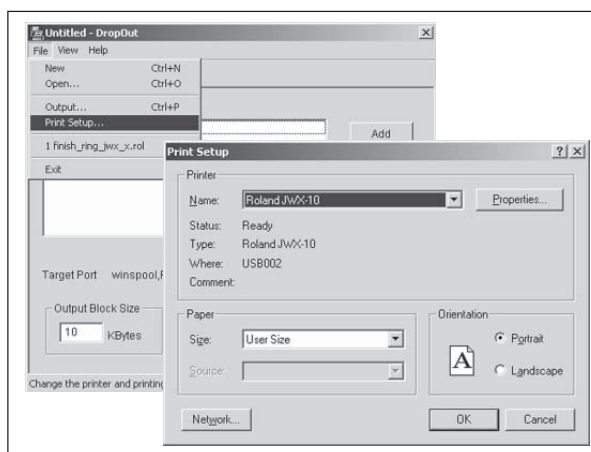 Untitled - DropOut
File View Help
New Ctrl+N
Open... Ctrl+O
Output... Ctrl+P
Print Setup...
1 finish_ring_jwx_x.rol
Exit
Add
Target Port winspool,
Output Block Size
10 KBytes
Change the printer and printing
Print Setup
Printer
Name: Roland JWX-10 Properties...
Status: Ready
Type: Roland JWX-10
Where: USB002
Comment:
Paper
Size: User Size
Source:
Orientation
A
Portrait
Landscape
Network... OK Cancel